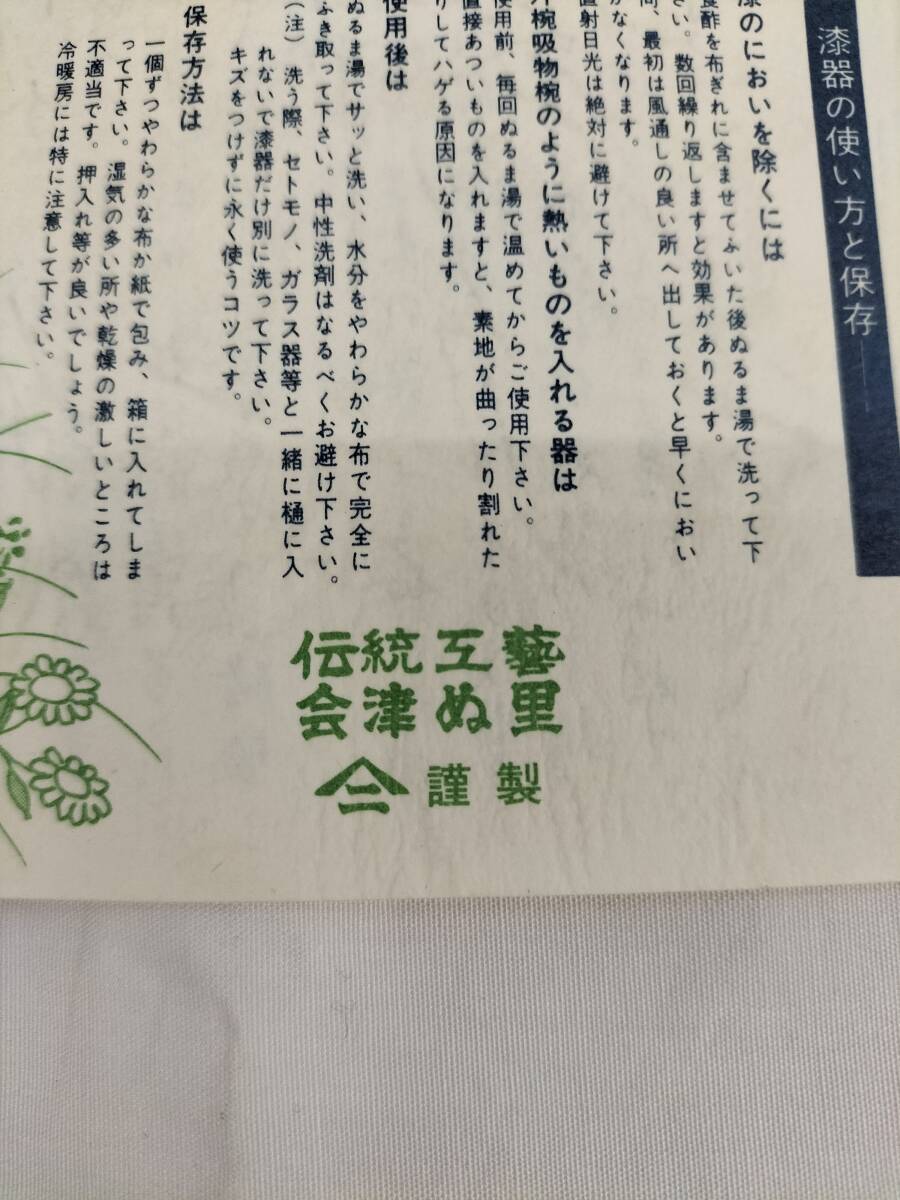 漆器の使い方と保存
漆のにおいを除くには
食酢を布ぎれに含ませてふいた後ぬるま湯で洗って下
さい。数回繰り返しますと効果があります。
最初は風通しの良い所へ出しておくと早くにおい
がなくなります。
直射日光は絶対に避けて下さい。
椀吸物椀のように熱いものを入れる器は
使用前、毎回ぬるま湯で温めてからご使用下さい。
直接あついものを入れますと、素地が曲ったり割れた
りしてハゲる原因になります。
使用後は
ぬるま湯でサッと洗い、水分をやわらかな布で完全に
ふき取って下さい。中性洗剤はなるべくお避け下さい。
(注) 洗う際、セトモノ、ガラス器等と一緒に樋に入
れないで漆器だけ別に洗って下さい。
キズをつけずに永く使うコツです。
保存方法は
一個ずつやわらかな布か紙で包み、箱に入れてしま
って下さい。湿気の多い所や乾燥の激しいところは
不適当です。押入れ等が良いでしょう。
冷暖房には特に注意して下さい。
伝統工藝
会津ぬ里
謹製